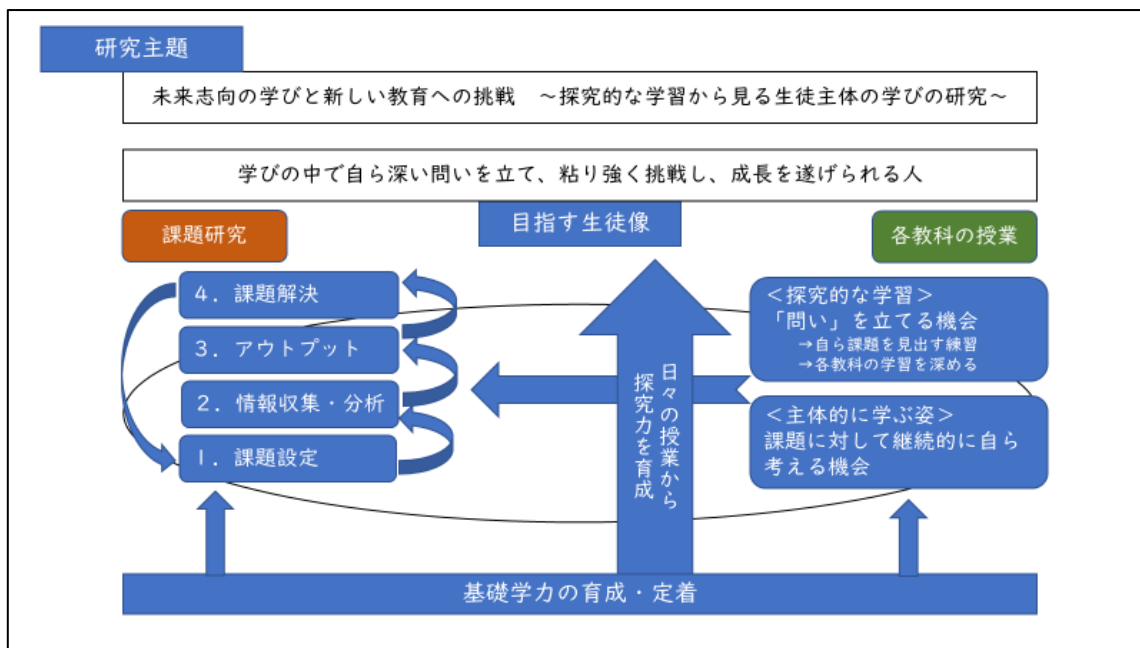 研究主題
未来志向の学びと新しい教育への挑戦　～探究的な学習から見る生徒主体の学びの研究～
学びの中で自ら深い問いを立て、粘り強く挑戦し、成長を遂げられる人
目指す生徒像
課題研究
４．課題解決
３．アウトプット
２．情報収集・分析
１．課題設定
日々の授業から
探究力を育成
各教科の授業
＜探究的な学習＞
「問い」を立てる機会
→自ら課題を見出す練習
→各教科の学習を深める
＜主体的に学ぶ姿＞
課題に対して継続的に自ら
考える機会
基礎学力の育成・定着